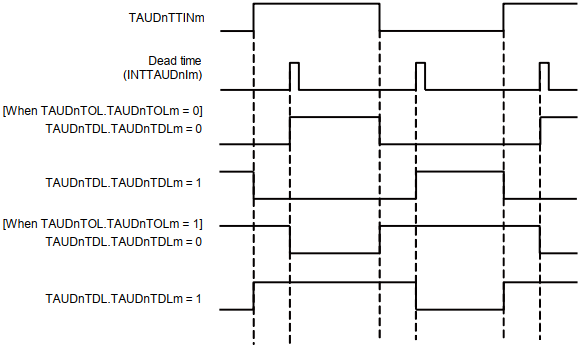 TAUDnTTINm
Dead time
(INTTAUDnIm)
[When TAUDnTOL.TAUDnTOLm = 0]
TAUDnTDL.TAUDnTDLm = 0
TAUDnTDL.TAUDnTDLm = 1
[When TAUDnTOL.TAUDnTOLm = 1]
TAUDnTDL.TAUDnTDLm = 0
TAUDnTDL.TAUDnTDLm = 1